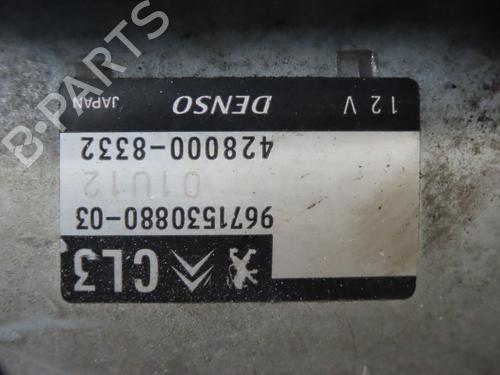 CL3
9671530880-03
01U12
428000-8332
12 V DENSO JAPAN
B-PARTS